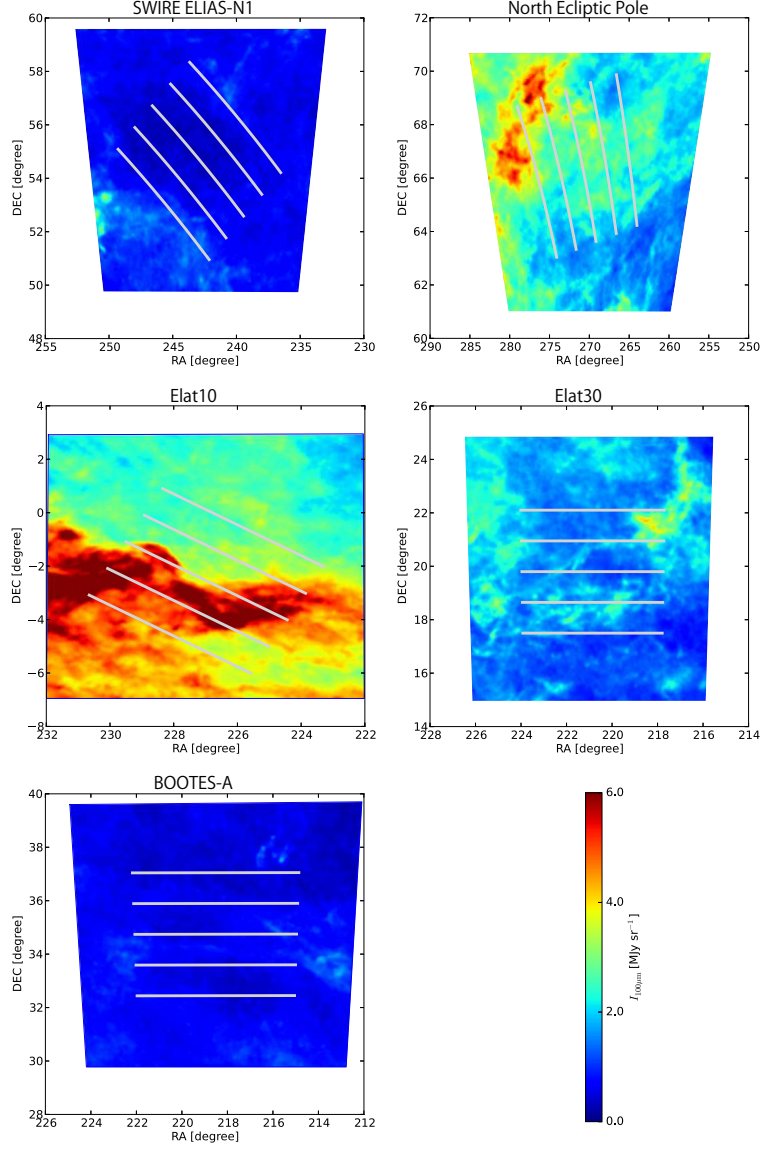 SWIRE ELIAS-N1
60
58
56
54
52
50
48
DEC [degree]
255 250 245 240 235 230
RA [degree]
North Ecliptic Pole
72
70
68
66
64
62
60
DEC [degree]
290 285 280 275 270 265 260 255 250
RA [degree]
Elat10
4
2
0
−2
−4
−6
−8
DEC [degree]
232 230 228 226 224 222
RA [degree]
Elat30
26
24
22
20
18
16
14
DEC [degree]
228 226 224 222 220 218 216 214
RA [degree]
BOOTES-A
40
38
36
34
32
30
28
DEC [degree]
226 224 222 220 218 216 214 212
RA [degree]
6.0
4.0
2.0
0.0
I100μm [MJy sr−1]